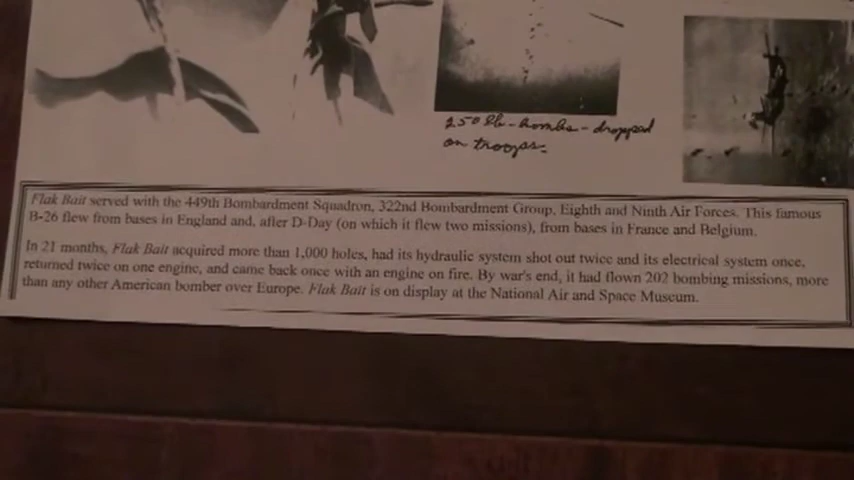 250 lb - bombs - dropped
on troops -
Flak Bait served with the 449th Bombardment Squadron, 322nd Bombardment Group, Eighth and Ninth Air Forces. This famous
B-26 flew from bases in England and, after D-Day (on which it flew two missions), from bases in France and Belgium.
In 21 months, Flak Bait acquired more than 1,000 holes, had its hydraulic system shot out twice and its electrical system once,
returned twice on one engine, and came back once with an engine on fire. By war's end, it had flown 202 bombing missions, more
than any other American bomber over Europe. Flak Bait is on display at the National Air and Space Museum.